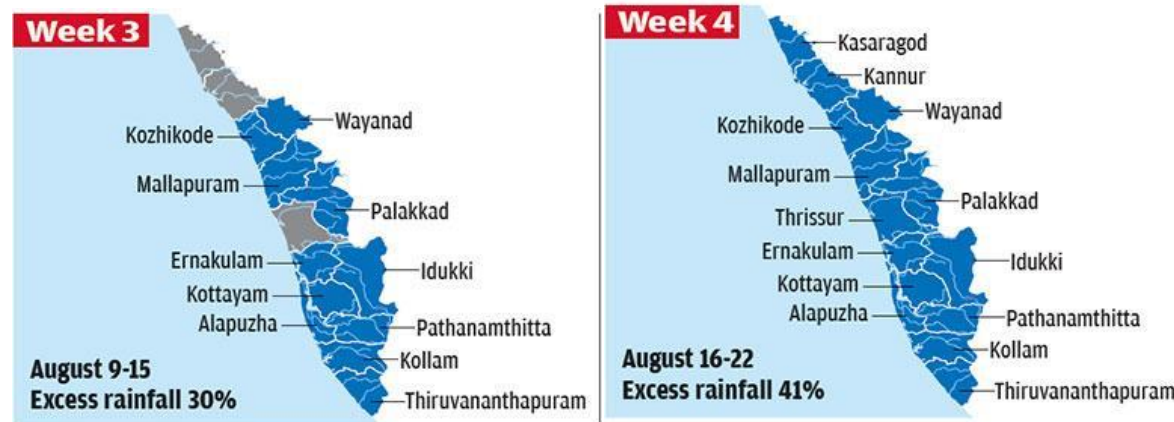 Week 3
Wayanad
Kozhikode
Mallapuram
Palakkad
Ernakulam
Idukki
Kottayam
Alapuzha
Pathanamthitta
Kollam
Thiruvananthapuram
August 9-15
Excess rainfall 30%
Week 4
Kasaragod
Kannur
Wayanad
Kozhikode
Mallapuram
Palakkad
Thrissur
Ernakulam
Idukki
Kottayam
Alapuzha
Pathanamthitta
Kollam
Thiruvananthapuram
August 16-22
Excess rainfall 41%